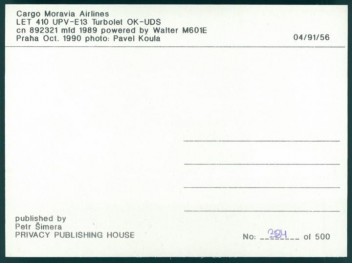 Cargo Moravia Airlines
LET 410 UPV-E13 Turbolet OK-UDS
cn 892321 mfd 1989 powered by Walter M601E
Praha Oct. 1990 photo: Pavel Koula
04/91/56
published by
Petr Šimera
PRIVACY PUBLISHING HOUSE
No: of 500